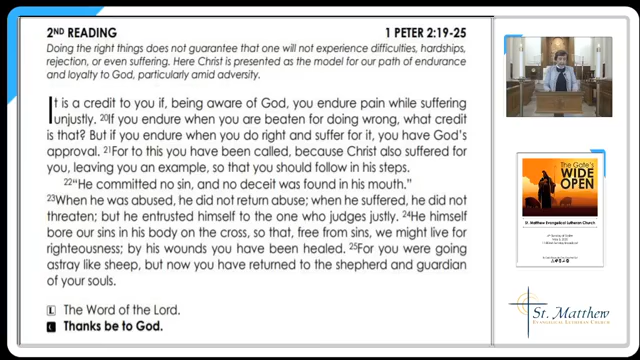 2ND READING 1 PETER 2:19-25
Doing the right things does not guarantee that one will not experience difficulties, hardships,
rejection, or even suffering. Here Christ is presented as the model for our path of endurance
and loyalty to God, particularly amid adversity.
It is a credit to you if, being aware of God, you endure pain while suffering
unjustly. 20If you endure when you are beaten for doing wrong, what credit
is that? But if you endure when you do right and suffer for it, you have God's
approval. 21For to this you have been called, because Christ also suffered for
you, leaving you an example, so that you should follow in his steps.
22"He committed no sin, and no deceit was found in his mouth."
23When he was abused, he did not return abuse; when he suffered, he did not
threaten; but he entrusted himself to the one who judges justly. 24He himself
bore our sins in his body on the cross, so that, free from sins, we might live for
righteousness; by his wounds you have been healed. 25For you were going
astray like sheep, but now you have returned to the shepherd and guardian
of your souls.
L The Word of the Lord.
C Thanks be to God.
The Gate's
WIDE
OPEN
St. Matthew Evangelical Lutheran Church
St. Matthew
EVANGELICAL LUTHERAN CHURCH